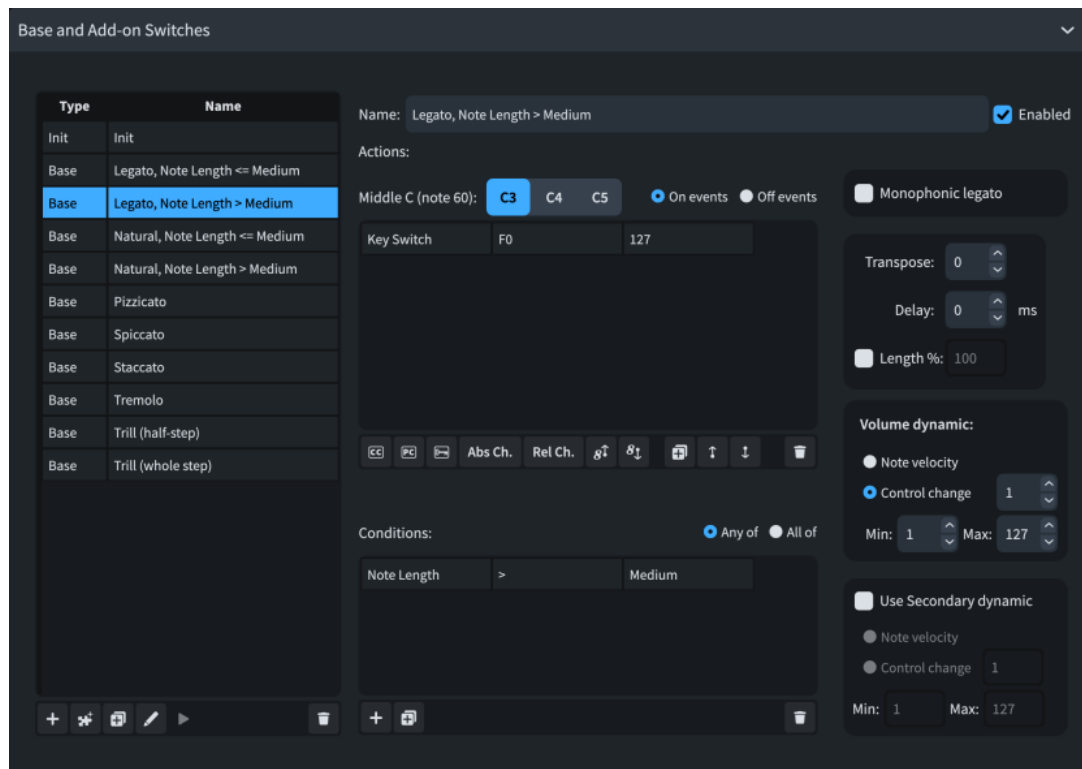 Base and Add-on Switches
Type Name
Init Init
Base Legato, Note Length <= Medium
Base Legato, Note Length > Medium
Base Natural, Note Length <= Medium
Base Natural, Note Length > Medium
Base Pizzicato
Base Spiccato
Base Staccato
Base Tremolo
Base Trill (half-step)
Base Trill (whole step)
Name: Legato, Note Length > Medium Enabled
Actions:
Middle C (note 60): C3 C4 C5 On events Off events
Key Switch F0 127
CC PC Abs Ch. Rel Ch. 8 8
Conditions: Any of All of
Note Length > Medium
Monophonic legato
Transpose: 0
Delay: 0 ms
Length %: 100
Volume dynamic:
Note velocity
Control change 1
Min: 1 Max: 127
Use Secondary dynamic
Note velocity
Control change 1
Min: 1 Max: 127